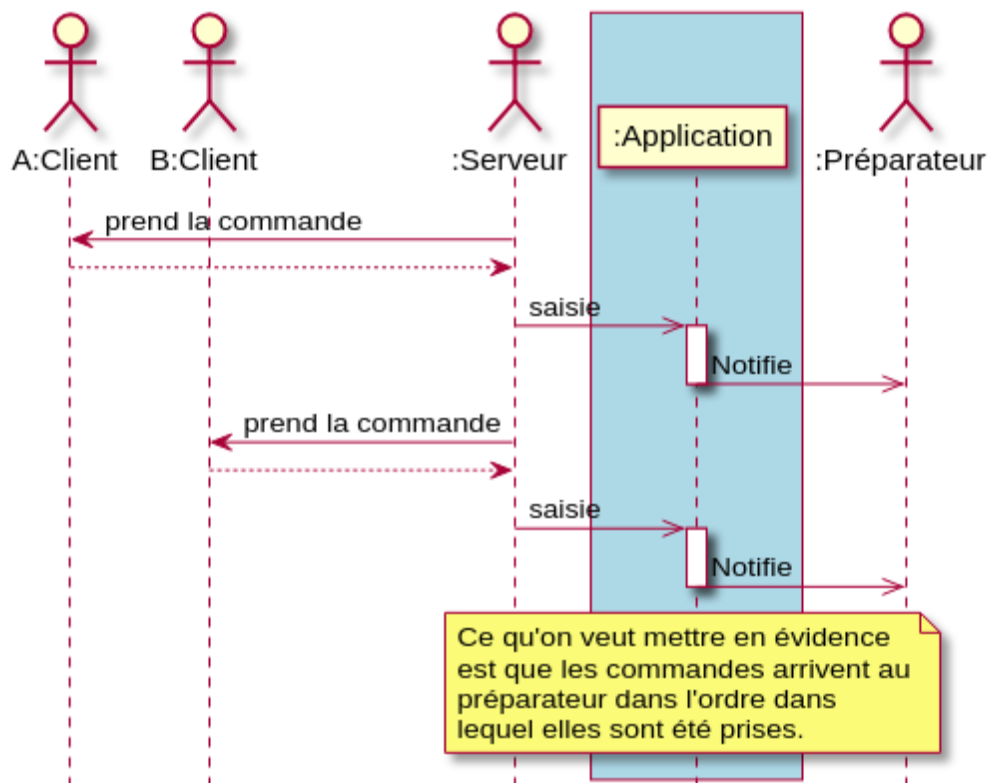 :Application
A:Client
B:Client
:Serveur
:Préparateur
prend la commande
saisie
Notifie
prend la commande
saisie
Notifie
Ce qu'on veut mettre en évidence
est que les commandes arrivent au
préparateur dans l'ordre dans
lequel elles sont été prises.